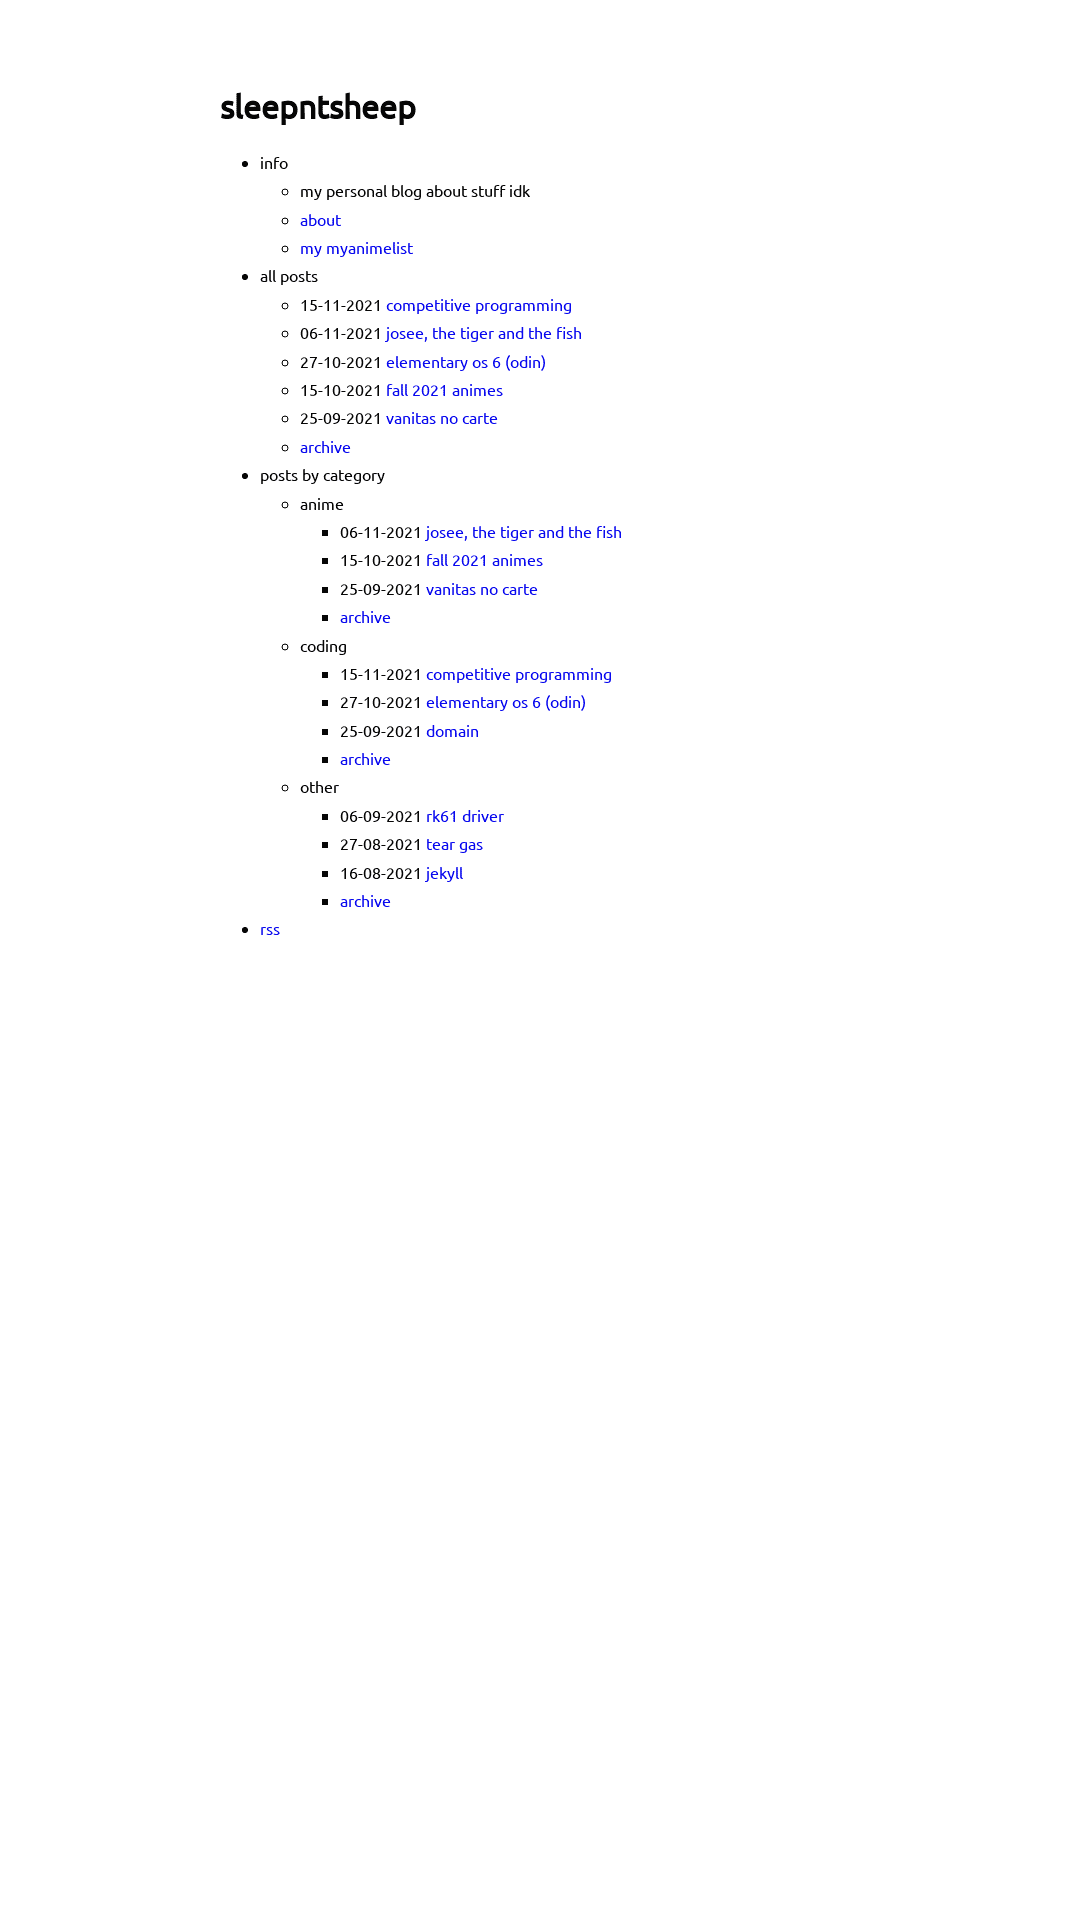 sleepntsheep
info
my personal blog about stuff idk
about
my myanimelist
all posts
15-11-2021 competitive programming
06-11-2021 josee, the tiger and the fish
27-10-2021 elementary os 6 (odin)
15-10-2021 fall 2021 animes
25-09-2021 vanitas no carte
archive
posts by category
anime
06-11-2021 josee, the tiger and the fish
15-10-2021 fall 2021 animes
25-09-2021 vanitas no carte
archive
coding
15-11-2021 competitive programming
27-10-2021 elementary os 6 (odin)
25-09-2021 domain
archive
other
06-09-2021 rk61 driver
27-08-2021 tear gas
16-08-2021 jekyll
archive
rss